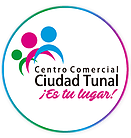 Centro Comercial
Ciudad Tunal
¡Es tu lugar!